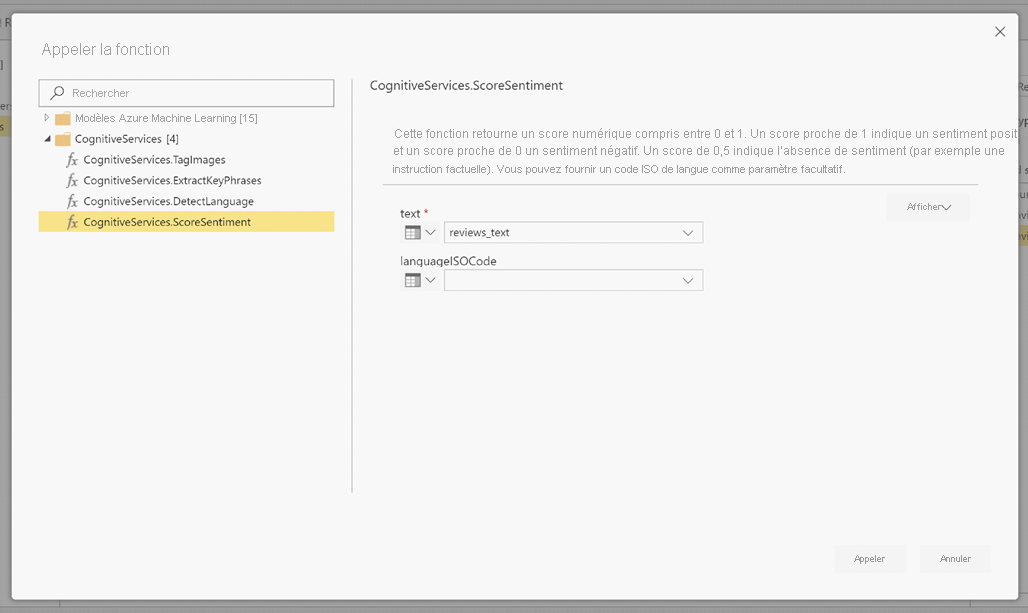 Appeler la fonction
Rechercher
Modèles Azure Machine Learning [15]
CognitiveServices [4]
fx CognitiveServices.TagImages
fx CognitiveServices.ExtractKeyPhrases
fx CognitiveServices.DetectLanguage
fx CognitiveServices.ScoreSentiment
CognitiveServices.ScoreSentiment
Cette fonction retourne un score numérique compris entre 0 et 1. Un score proche de 1 indique un sentiment posit
et un score proche de 0 un sentiment négatif. Un score de 0,5 indique l'absence de sentiment (par exemple une
instruction factuelle). Vous pouvez fournir un code ISO de langue comme paramètre facultatif.
text *
Afficher
reviews_text
languageISOCode
Appeler
Annuler